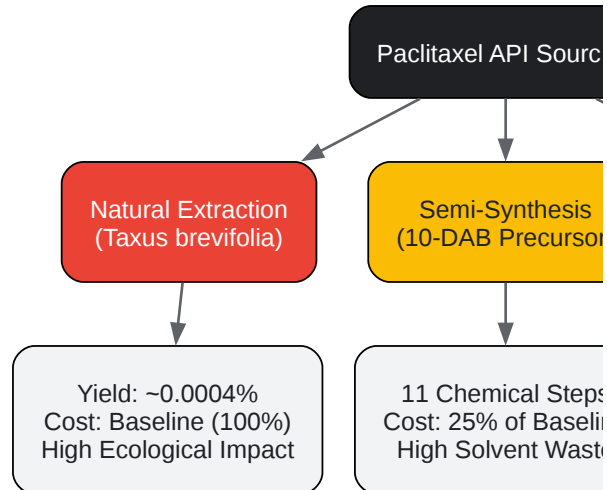 Paclitaxel API Sourc
Natural Extraction
(Taxus brevifolia)
Semi-Synthesis
(10-DAB Precursor
Yield: ~0.0004%
Cost: Baseline (100%)
High Ecological Impact
11 Chemical Steps
Cost: 25% of Baselin
High Solvent Waste